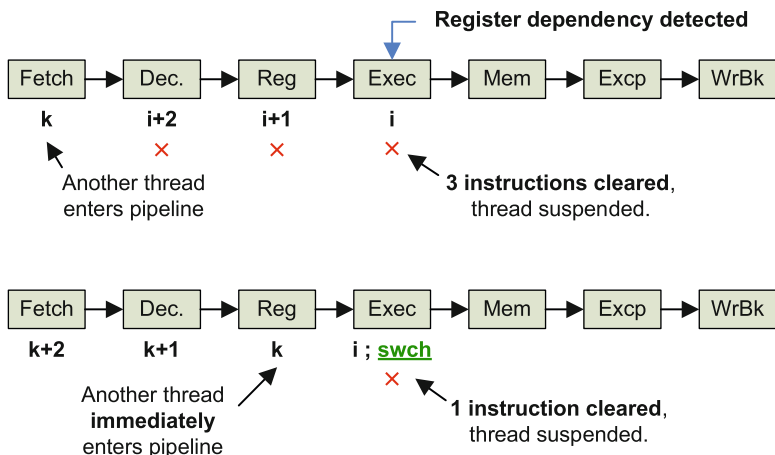 Register dependency detected
Fetch Dec. Reg Exec Mem Excp WrBk
k i+2 i+1 i
Another thread
enters pipeline
3 instructions cleared,
thread suspended.
Fetch Dec. Reg Exec Mem Excp WrBk
k+2 k+1 k i ; swch
Another thread
immediately
enters pipeline
1 instruction cleared,
thread suspended.